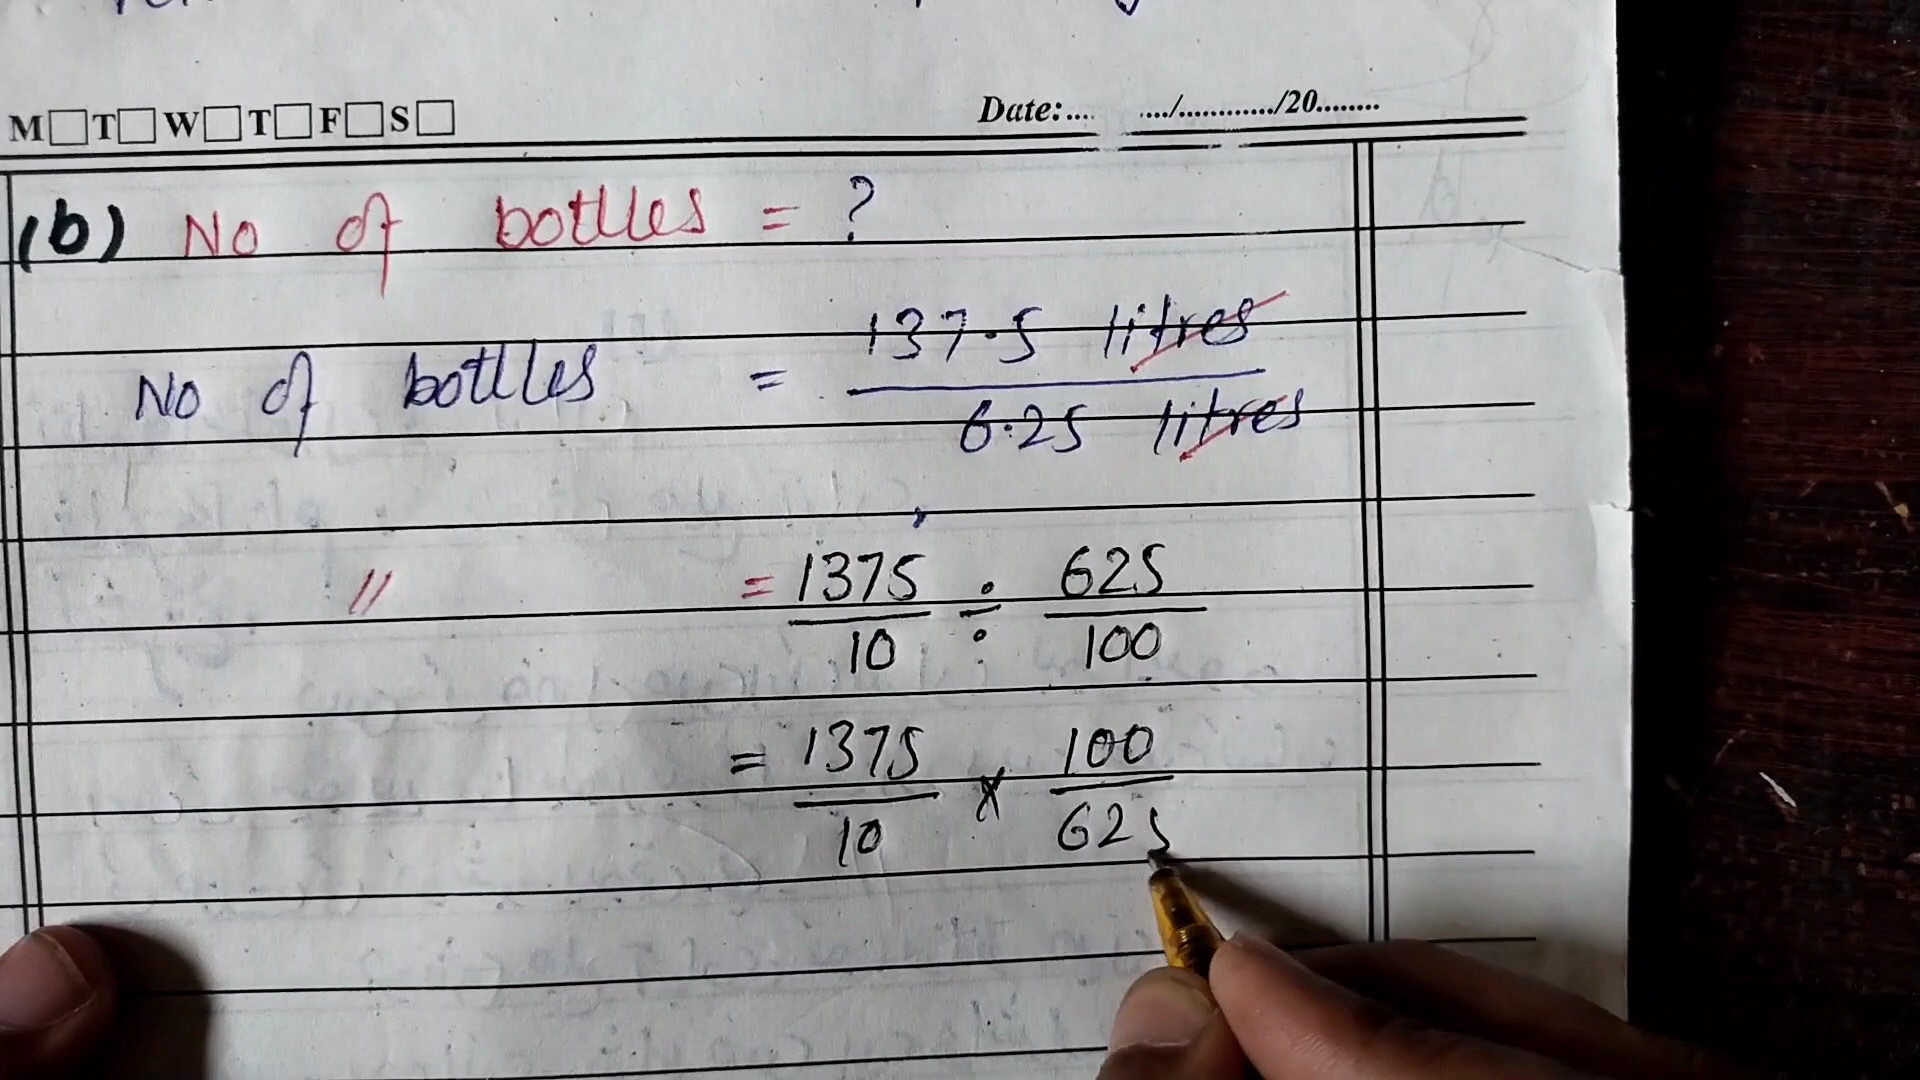 M□T□W□T□F□S□ Date:.... ..../............/20........
(b) No of bottles = ?
No of bottles = 137.5 litres / 6.25 litres
〃 = 1375/10 ÷ 625/100
= 1375/10 × 100/625